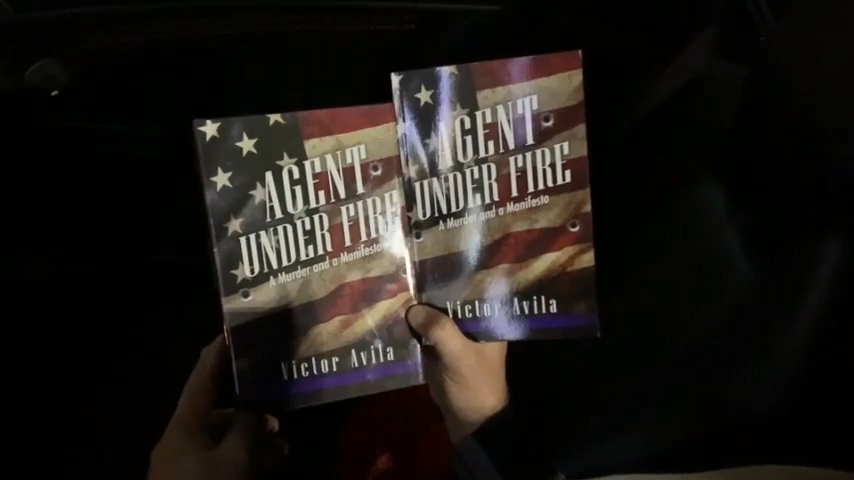 AGENT
UNDER FIRE
A Murder and a Manifesto
Victor Avila
AGENT
UNDER FIRE
A Murder and a Manifesto
Victor Avila